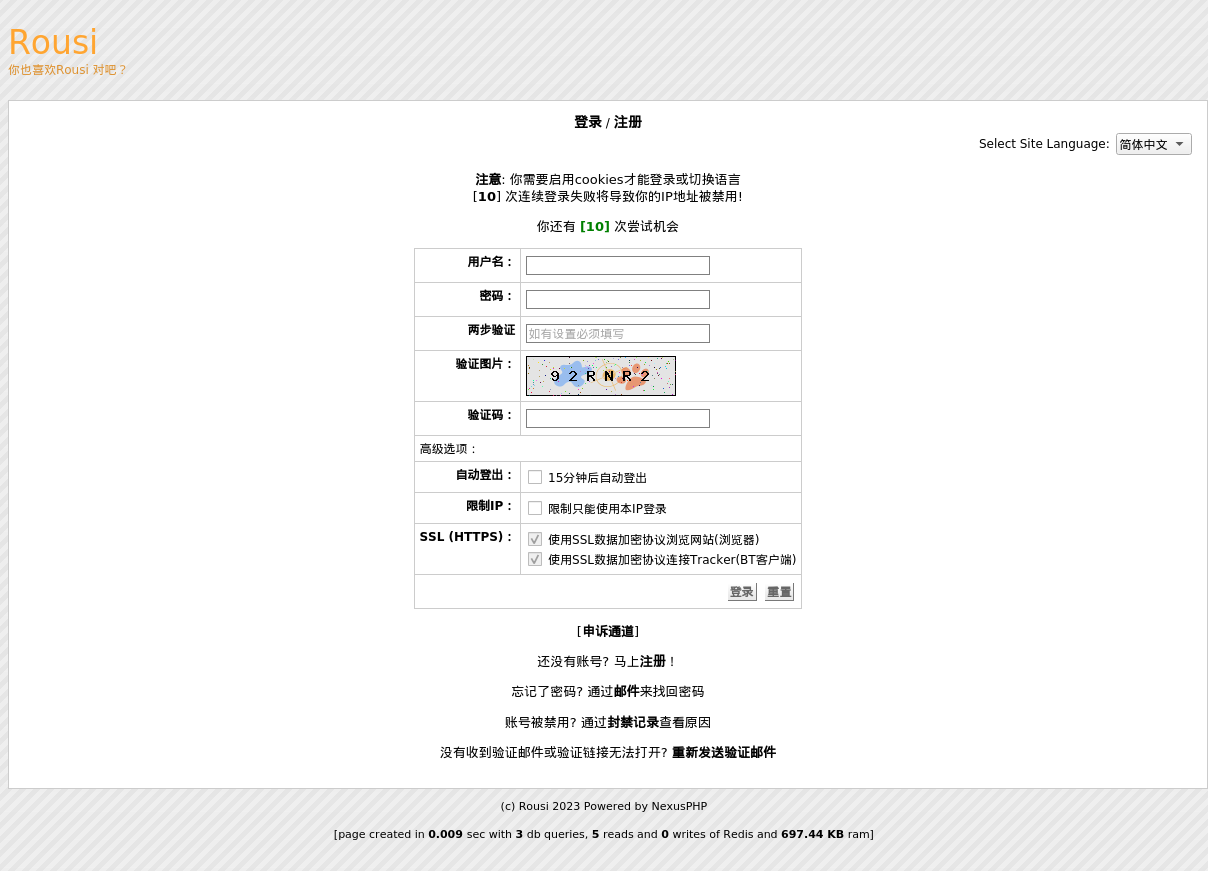 Rousi
你也喜欢Rousi 对吧？
登录 / 注册
Select Site Language: 简体中文
注意: 你需要启用cookies才能登录或切换语言
[10] 次连续登录失败将导致你的IP地址被禁用!
你还有 [10] 次尝试机会
用户名：
密码：
两步验证 如有设置必须填写
验证图片： 92RNR2
验证码：
高级选项：
自动登出： 15分钟后自动登出
限制IP： 限制只能使用本IP登录
SSL (HTTPS)： 使用SSL数据加密协议浏览网站(浏览器)
使用SSL数据加密协议连接Tracker(BT客户端)
登录 重置
[申诉通道]
还没有账号? 马上注册！
忘记了密码? 通过邮件来找回密码
账号被禁用? 通过封禁记录查看原因
没有收到验证邮件或验证链接无法打开? 重新发送验证邮件
(c) Rousi 2023 Powered by NexusPHP
[page created in 0.009 sec with 3 db queries, 5 reads and 0 writes of Redis and 697.44 KB ram]